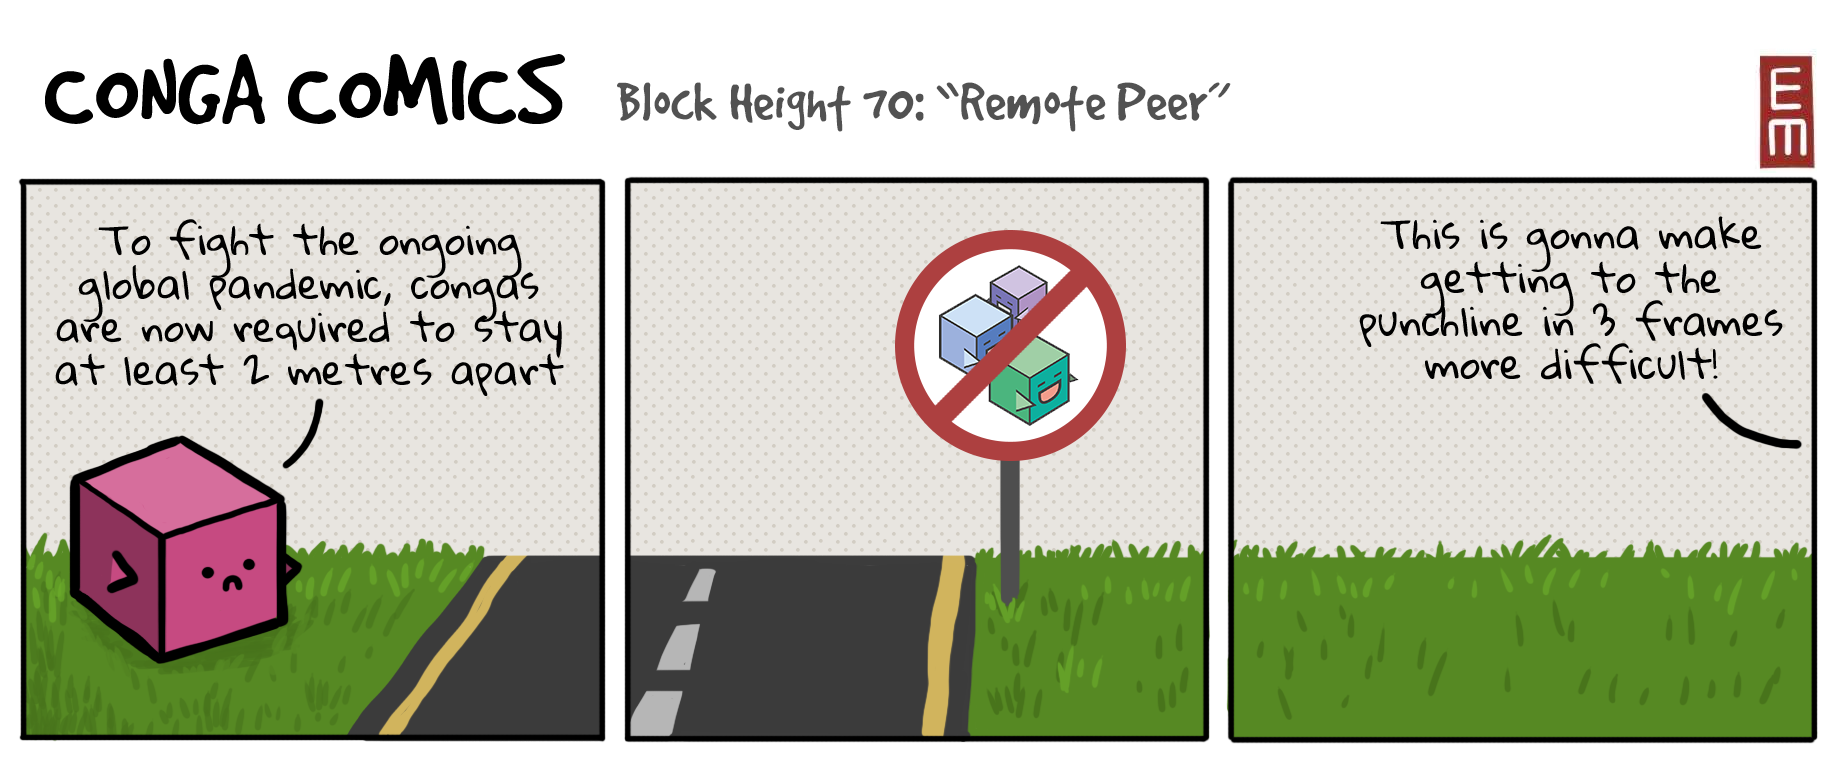 CONGA COMICS
Block Height 70: "Remote Peer"
EM
To fight the ongoing
global pandemic, congas
are now required to stay
at least 2 metres apart
This is gonna make
getting to the
punchline in 3 frames
more difficult!